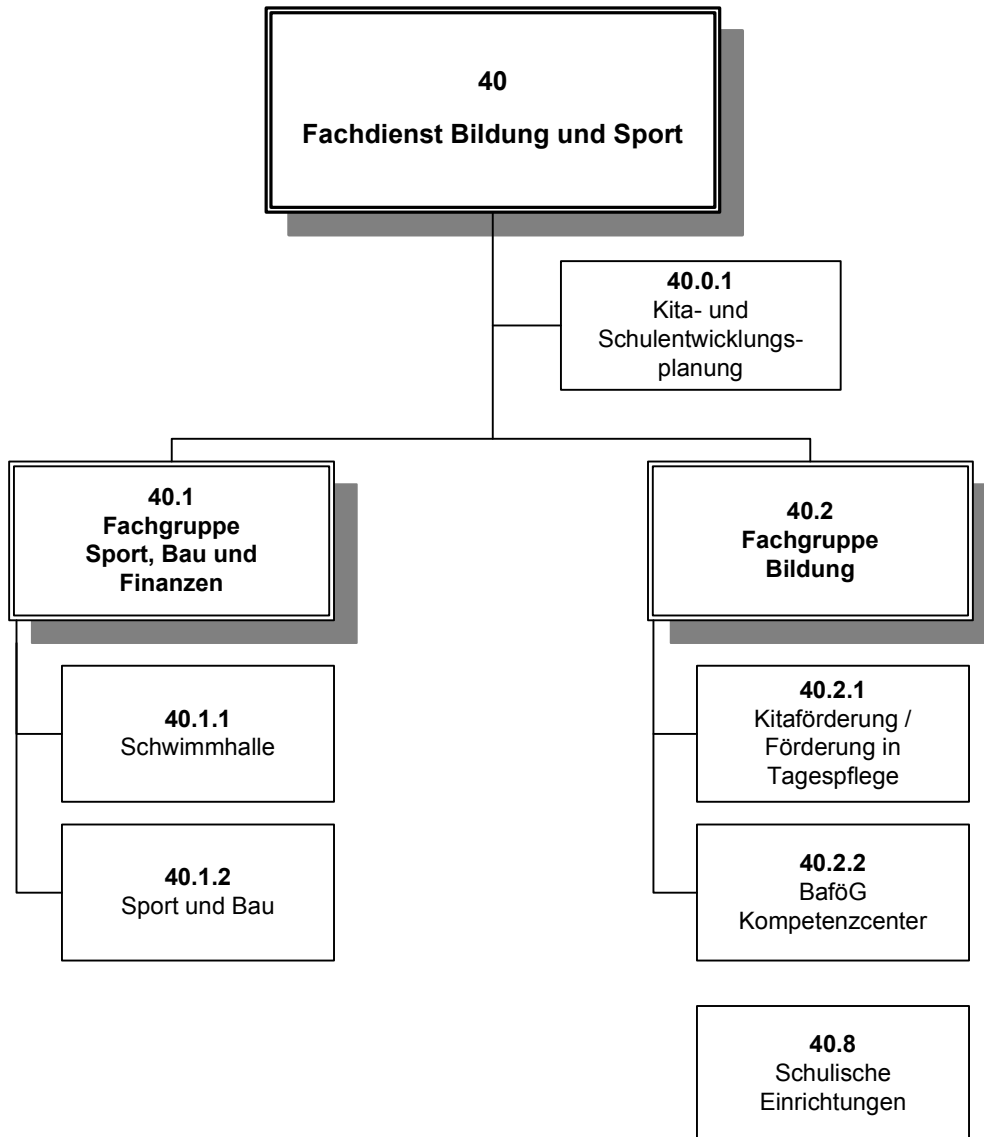 40
Fachdienst Bildung und Sport
40.0.1
Kita- und
Schulentwicklungs-
planung
40.1
Fachgruppe
Sport, Bau und
Finanzen
40.2
Fachgruppe
Bildung
40.1.1
Schwimmhalle
40.2.1
Kitaförderung /
Förderung in
Tagespflege
40.1.2
Sport und Bau
40.2.2
BaföG
Kompetenzcenter
40.8
Schulische
Einrichtungen